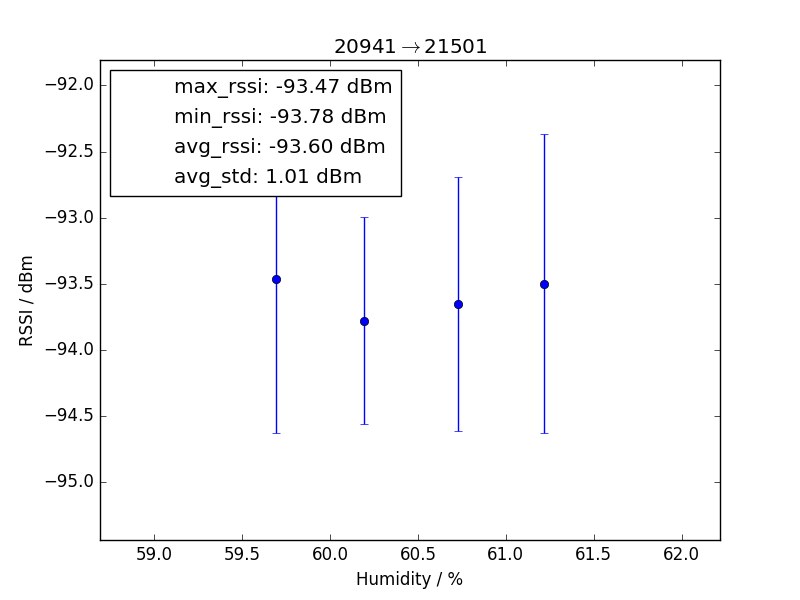 20941→21501
max_rssi: -93.47 dBm
min_rssi: -93.78 dBm
avg_rssi: -93.60 dBm
avg_std: 1.01 dBm
RSSI / dBm
−92.0
−92.5
−93.0
−93.5
−94.0
−94.5
−95.0
59.0 59.5 60.0 60.5 61.0 61.5 62.0
Humidity / %